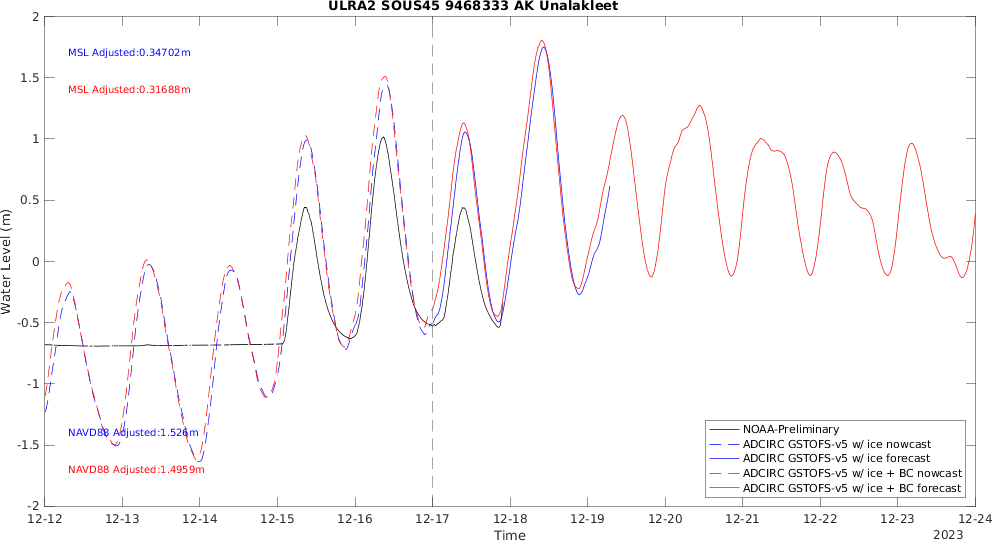 ULRA2 SOUS45 9468333 AK Unalakleet
2
1.5
1
0.5
0
-0.5
-1
-1.5
-2
Water Level (m)
MSL Adjusted:0.34702m
MSL Adjusted:0.31688m
NAVD88 Adjusted:1.526m
NAVD88 Adjusted:1.4959m
NOAA-Preliminary
ADCIRC GSTOFS-v5 w/ ice nowcast
ADCIRC GSTOFS-v5 w/ ice forecast
ADCIRC GSTOFS-v5 w/ ice + BC nowcast
ADCIRC GSTOFS-v5 w/ ice + BC forecast
12-12 12-13 12-14 12-15 12-16 12-17 12-18 12-19 12-20 12-21 12-22 12-23 12-24
Time
2023